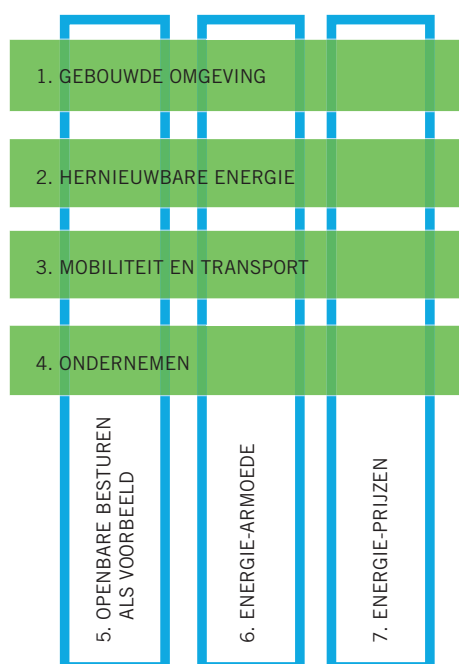 1. GEBOUWDE OMGEVING
2. HERNIEUWBARE ENERGIE
3. MOBILITEIT EN TRANSPORT
4. ONDERNEMEN
5. OPENBARE BESTUREN
ALS VOORBEELD
6. ENERGIE-ARMOEDE
7. ENERGIE-PRIJZEN